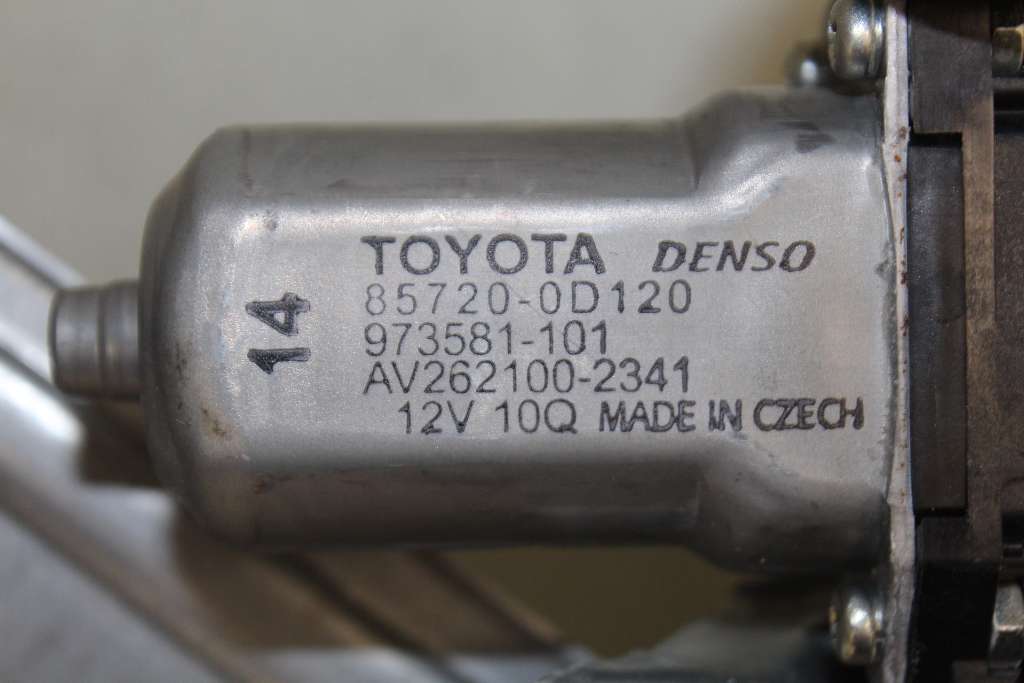 TOYOTA DENSO
85720-0D120
973581-101
AV262100-2341
12V 10Q MADE IN CZECH
14